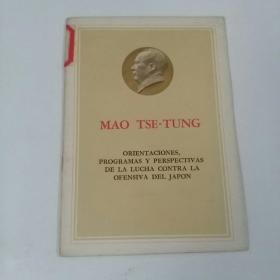 MAO TSE-TUNG
ORIENTACIONES,
PROGRAMAS Y PERSPECTIVAS
DE LA LUCHA CONTRA LA
OFENSIVA DEL JAPON